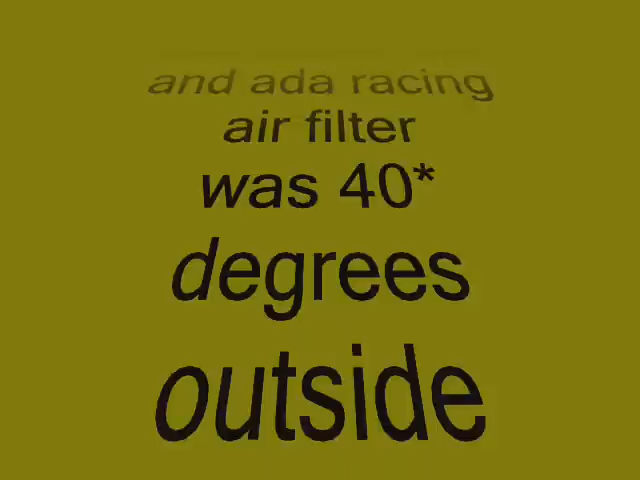 and ada racing
air filter
was 40*
degrees
outside